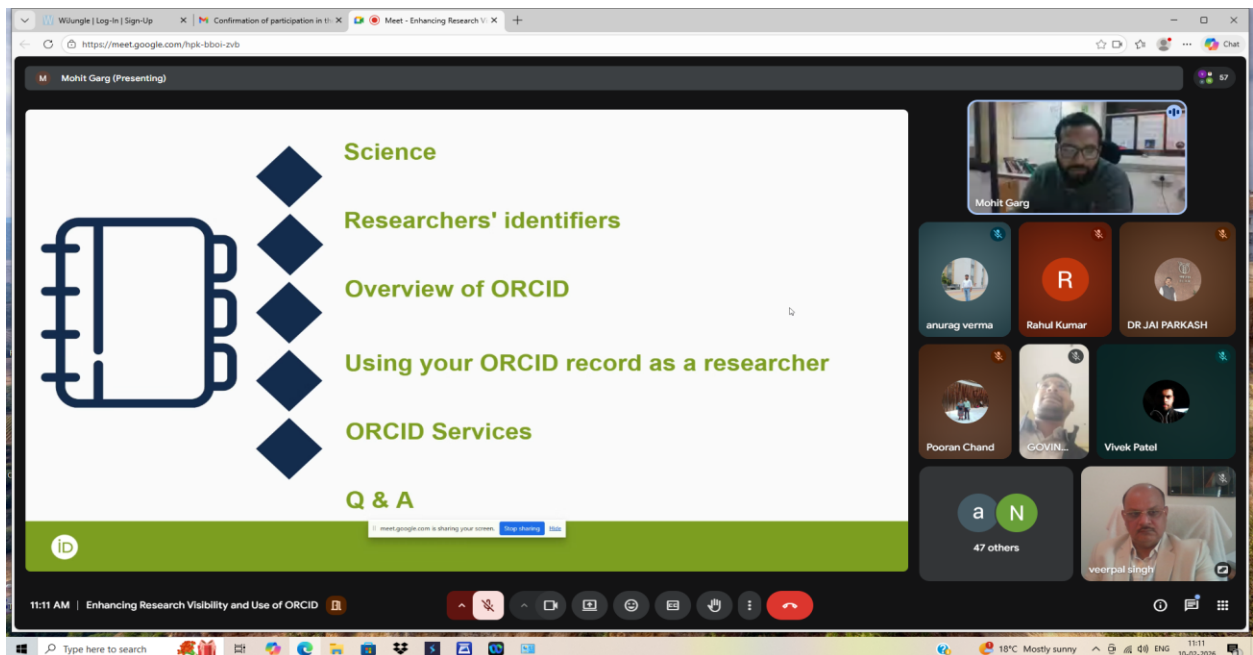 WiJungle | Log-In | Sign-Up
Confirmation of participation in th
Meet - Enhancing Research Vi
https://meet.google.com/hpk-bboi-zvb
Chat
M Mohit Garg (Presenting)
57
Science
Researchers' identifiers
Overview of ORCID
Using your ORCID record as a researcher
ORCID Services
Q & A
meet.google.com is sharing your screen. Stop sharing Hide
iD
Mohit Garg
anurag verma
R
Rahul Kumar
DR JAI PARKASH
Pooran Chand
GOVIN...
Vivek Patel
a N
47 others
veerpal singh
11:11 AM | Enhancing Research Visibility and Use of ORCID
Type here to search
18°C Mostly sunny
ENG
11:11
10-02-2026